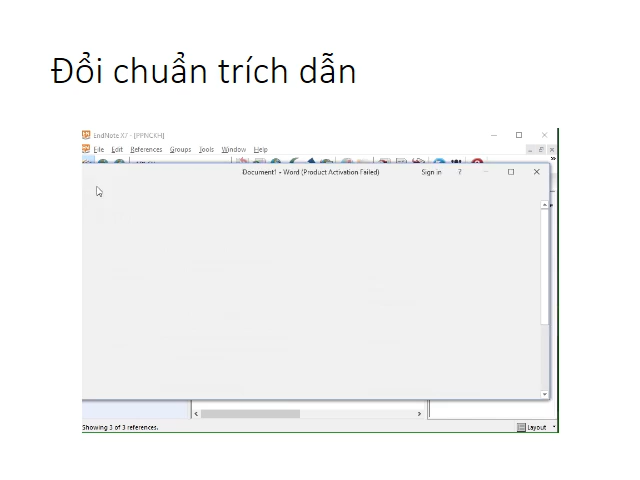 Đổi chuẩn trích dẫn
EndNote X7 - [PPNCKH]
File Edit References Groups Tools Window Help
Document1 - Word (Product Activation Failed)
Sign in ?
Showing 3 of 3 references.
Layout